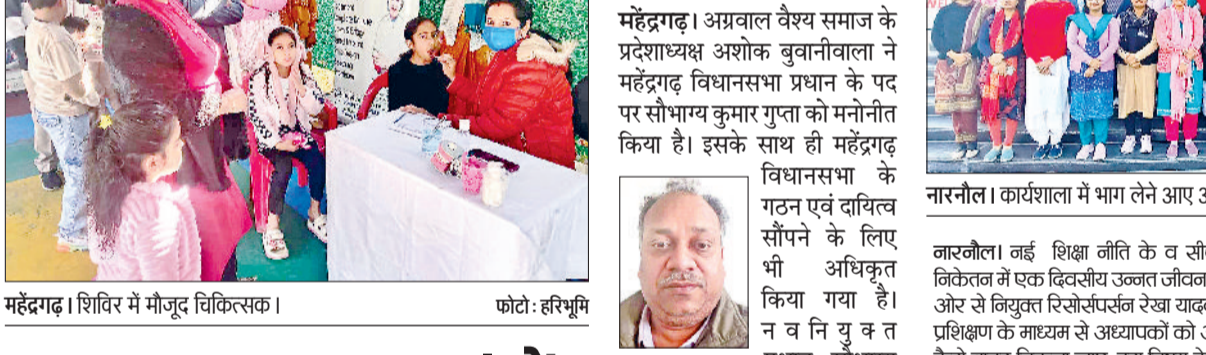 महेंद्रगढ़। शिविर में मौजूद चिकित्सक।
फोटो : हरिभूमि
महेंद्रगढ़। अग्रवाल वैश्य समाज के
प्रदेशाध्यक्ष अशोक बुवानीवाला ने
महेंद्रगढ़ विधानसभा प्रधान के पद
पर सौभाग्य कुमार गुप्ता को मनोनीत
किया है। इसके साथ ही महेंद्रगढ़
विधानसभा के
गठन एवं दायित्व
सौंपने के लिए
भी अधिकृत
किया गया है।
नवनियुक्त
नारनौल। कार्यशाला में भाग लेने आए
नारनौल। नई शिक्षा नीति के व
निकेतन में एक दिवसीय उन्नत जीवन
ओर से नियुक्त रिसोर्सपर्सन रेखा
प्रशिक्षण के माध्यम से अध्यापकों को